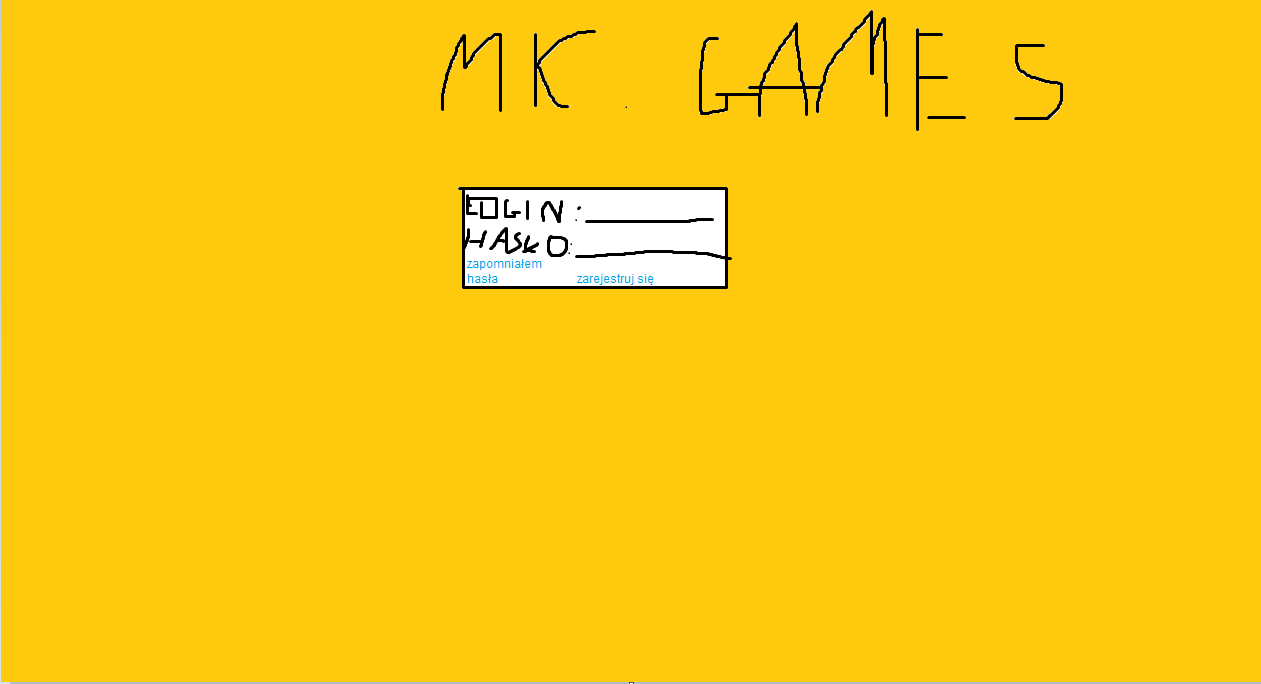 MK. GAMES
LOGIN:
HASŁO:
zapomniałem
hasła
zarejestruj się